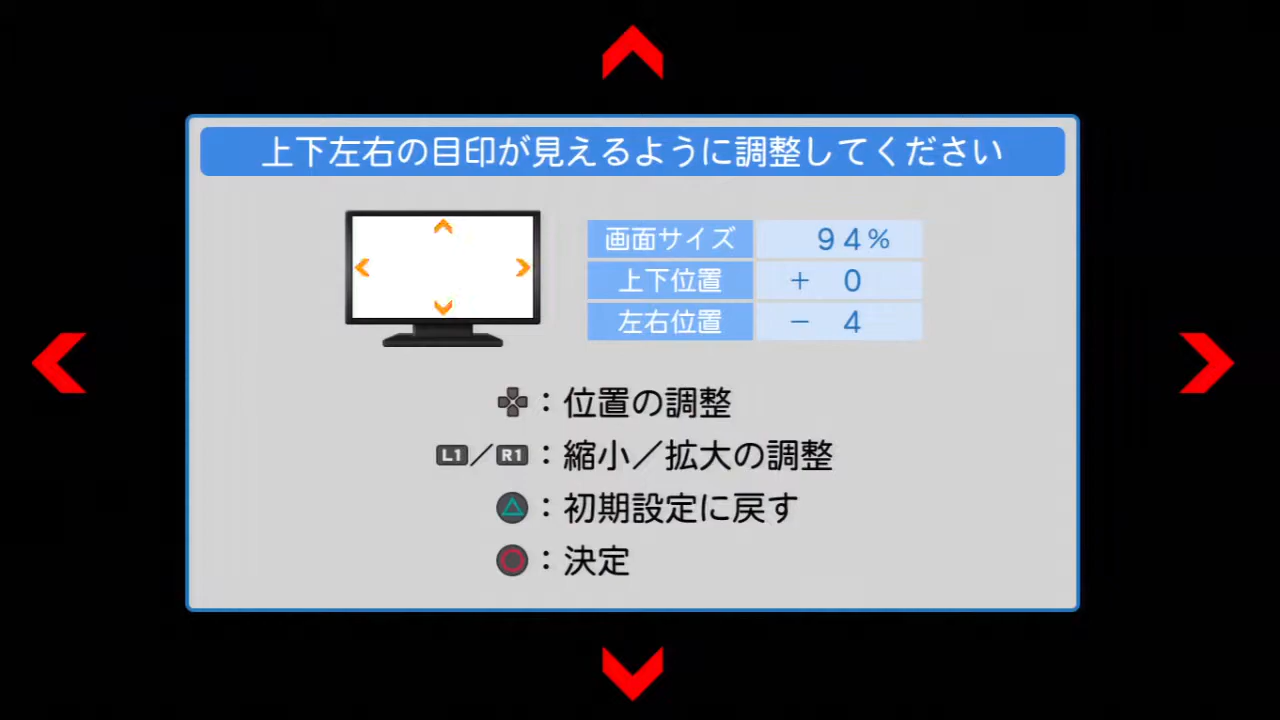 上下左右の目印が見えるように調整してください
画面サイズ 94%
上下位置 + 0
左右位置 - 4
：位置の調整
L1／R1：縮小／拡大の調整
：初期設定に戻す
：決定